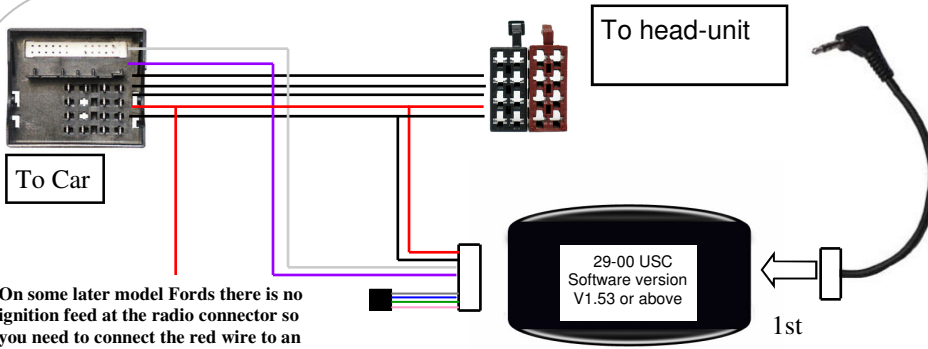 To head-unit
To Car
29-00 USC
Software version
V1.53 or above
1st
On some later model Fords there is no
ignition feed at the radio connector so
you need to connect the red wire to an